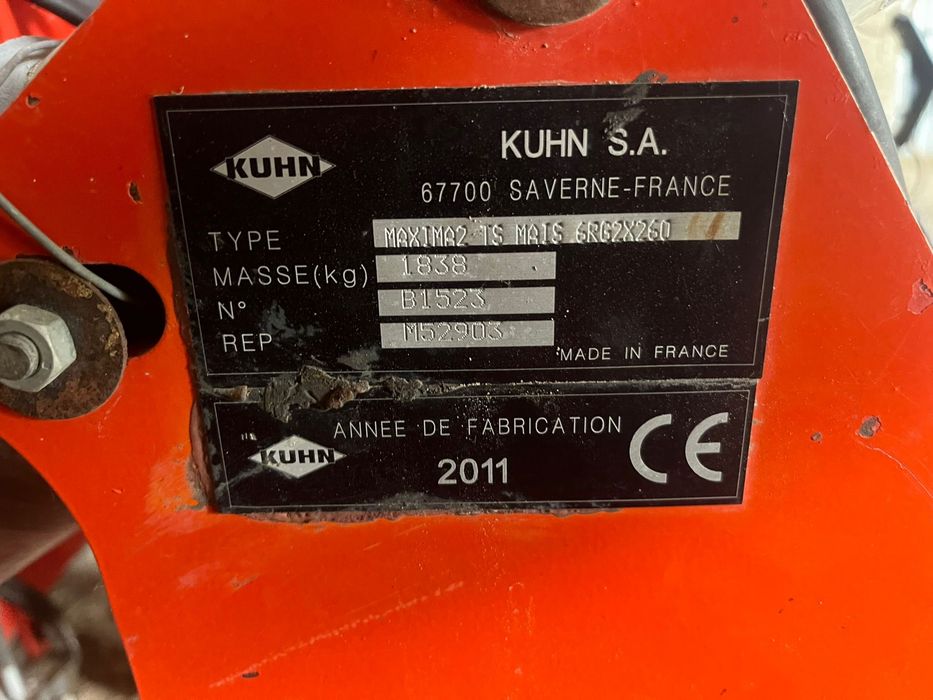 KUHN
KUHN S.A.
67700 SAVERNE-FRANCE
TYPE MAXIMA2 TS MAIS 6RG2X260
MASSE(kg) 1838
N° B1523
REP M52903
MADE IN FRANCE
KUHN
ANNEE DE FABRICATION
2011
CE